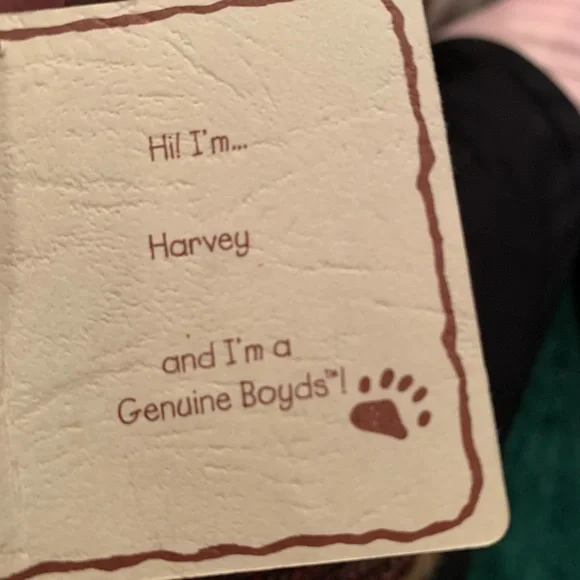 Hi! I'm...
Harvey
and I'm a
Genuine Boyds™!